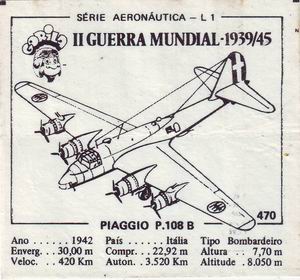 SÉRIE AERONÁUTICA - L 1
II GUERRA MUNDIAL-1939/45
470
PIAGGIO P.108 B
Ano ...... 1942 País ..... Itália Tipo Bombardeiro
Enverg. .. 30,00 m Compr... 22,92 m Altura .. 7,70 m
Veloc. .. 420 Km Auton. . 3.520 Km Altitude . 8.050 m